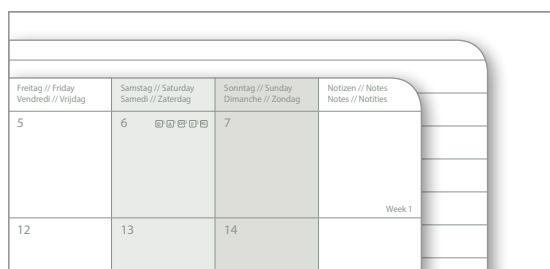 Freitag // Friday
Vendredi // Vrijdag
Samstag // Saturday
Samedi // Zaterdag
Sonntag // Sunday
Dimanche // Zondag
Notizen // Notes
Notes // Notities
5
6
7
Week 1
12
13
14